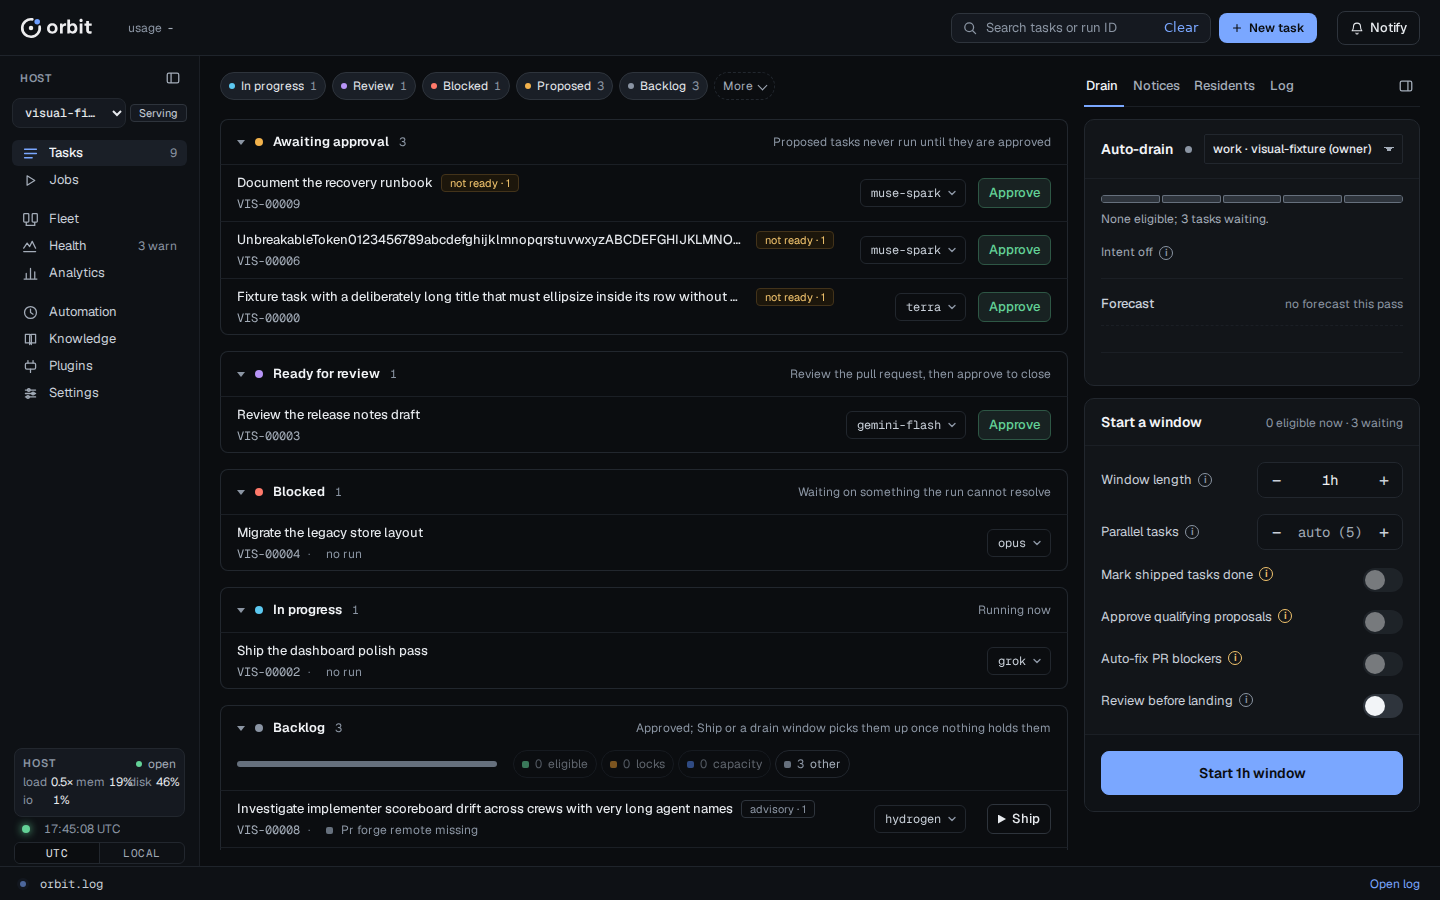 orbit
usage -
Search tasks or run ID
Clear
+ New task
Notify
HOST
visual-fi…
Serving
Tasks 9
Jobs
Fleet
Health 3 warn
Analytics
Automation
Knowledge
Plugins
Settings
HOST open
load 0.5× mem 19% disk 46%
io 1%
17:45:08 UTC
UTC LOCAL
In progress 1
Review 1
Blocked 1
Proposed 3
Backlog 3
More
Awaiting approval 3
Proposed tasks never run until they are approved
Document the recovery runbook not ready · 1
VIS-00009
muse-spark
Approve
UnbreakableToken0123456789abcdefghijklmnopqrstuvwxyzABCDEFGHIJKLMNO… not ready · 1
VIS-00006
muse-spark
Approve
Fixture task with a deliberately long title that must ellipsize inside its row without … not ready · 1
VIS-00000
terra
Approve
Ready for review 1
Review the pull request, then approve to close
Review the release notes draft
VIS-00003
gemini-flash
Approve
Blocked 1
Waiting on something the run cannot resolve
Migrate the legacy store layout
VIS-00004 · no run
opus
In progress 1
Running now
Ship the dashboard polish pass
VIS-00002 · no run
grok
Backlog 3
Approved; Ship or a drain window picks them up once nothing holds them
0 eligible
0 locks
0 capacity
3 other
Investigate implementer scoreboard drift across crews with very long agent names advisory · 1
VIS-00008 · Pr forge remote missing
hydrogen
Ship
Drain
Notices
Residents
Log
Auto-drain
work · visual-fixture (owner)
None eligible; 3 tasks waiting.
Intent off
Forecast
no forecast this pass
Start a window
0 eligible now · 3 waiting
Window length
− 1h +
Parallel tasks
− auto (5) +
Mark shipped tasks done
Approve qualifying proposals
Auto-fix PR blockers
Review before landing
Start 1h window
orbit.log
Open log